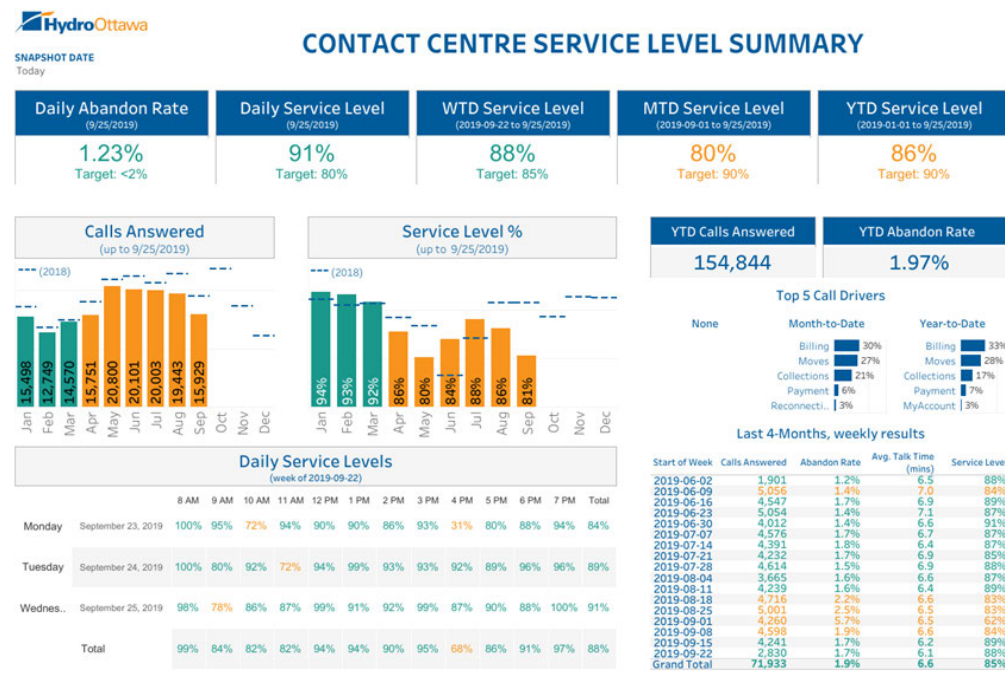 HydroOttawa
CONTACT CENTRE SERVICE LEVEL SUMMARY
SNAPSHOT DATE
Today
Daily Abandon Rate
(9/25/2019)
1.23%
Target: <2%
Daily Service Level
(9/25/2019)
91%
Target: 80%
WTD Service Level
(2019-09-22 to 9/25/2019)
88%
Target: 85%
MTD Service Level
(2019-09-01 to 9/25/2019)
80%
Target: 90%
YTD Service Level
(2019-01-01 to 9/25/2019)
86%
Target: 90%
Calls Answered
(up to 9/25/2019)
(2018)
15,498 12,749 14,570 15,751 20,800 20,101 20,003 19,443 15,929
Jan Feb Mar Apr May Jun Jul Aug Sep Oct Nov Dec
Service Level %
(up to 9/25/2019)
(2018)
94% 93% 92% 86% 80% 84% 88% 86% 81%
Jan Feb Mar Apr May Jun Jul Aug Sep Oct Nov Dec
YTD Calls Answered
154,844
YTD Abandon Rate
1.97%
Top 5 Call Drivers
None
Month-to-Date
Billing 30%
Moves 27%
Collections 21%
Payment 6%
Reconnecti.. 3%
Year-to-Date
Billing 33%
Moves 28%
Collections 17%
Payment 7%
MyAccount 3%
Daily Service Levels
(week of 2019-09-22)
8 AM 9 AM 10 AM 11 AM 12 PM 1 PM 2 PM 3 PM 4 PM 5 PM 6 PM 7 PM Total
Monday September 23, 2019 100% 95% 72% 94% 90% 90% 86% 93% 31% 80% 88% 94% 84%
Tuesday September 24, 2019 100% 80% 92% 72% 94% 99% 93% 93% 92% 89% 96% 96% 89%
Wednes.. September 25, 2019 98% 78% 86% 87% 99% 91% 92% 99% 87% 90% 88% 100% 91%
Total 99% 84% 82% 82% 94% 94% 90% 95% 68% 86% 91% 97% 88%
Last 4-Months, weekly results
Start of Week Calls Answered Abandon Rate Avg. Talk Time (mins) Service Leve
2019-06-02 1,901 1.2% 6.5 88%
2019-06-09 5,056 1.4% 7.0 84%
2019-06-16 4,547 1.7% 6.9 89%
2019-06-23 5,054 1.4% 7.1 87%
2019-06-30 4,012 1.4% 6.6 91%
2019-07-07 4,576 1.7% 6.7 87%
2019-07-14 4,391 1.8% 6.4 87%
2019-07-21 4,232 1.7% 6.9 85%
2019-07-28 4,614 1.5% 6.9 88%
2019-08-04 3,665 1.6% 6.6 87%
2019-08-11 4,239 1.6% 6.4 89%
2019-08-18 4,716 2.2% 6.6 83%
2019-08-25 5,001 2.5% 6.5 83%
2019-09-01 4,260 5.7% 6.5 62%
2019-09-08 4,598 1.9% 6.6 84%
2019-09-15 4,241 1.7% 6.2 89%
2019-09-22 2,830 1.7% 6.1 88%
Grand Total 71,933 1.9% 6.6 85%